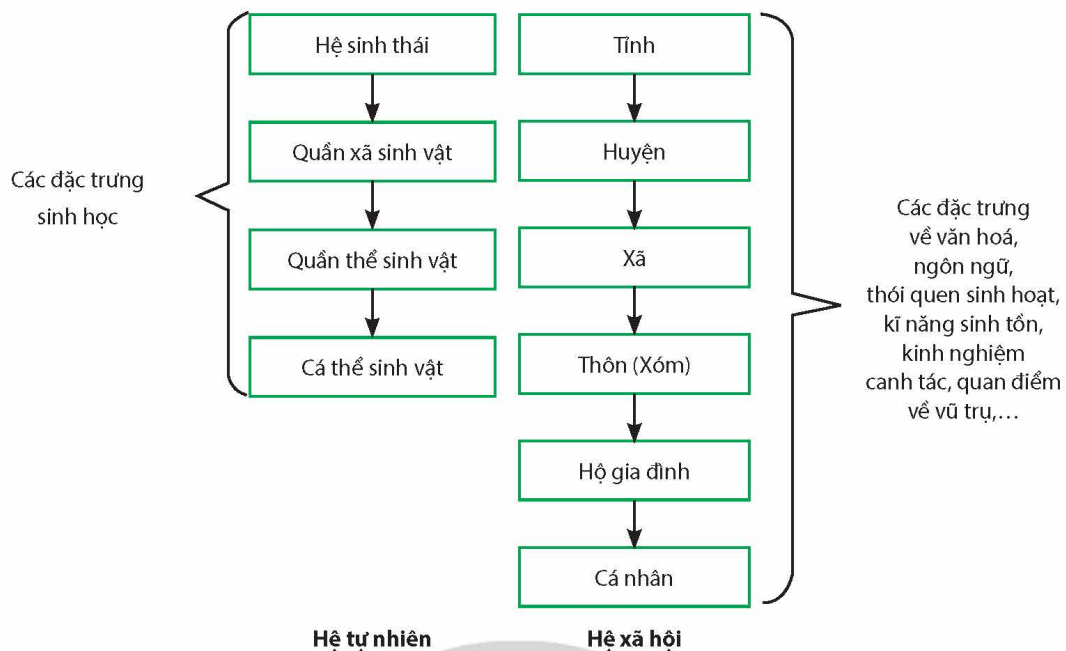 Hệ sinh thái
Quần xã sinh vật
Quần thể sinh vật
Cá thể sinh vật
Các đặc trưng
sinh học
Tỉnh
Huyện
Xã
Thôn (Xóm)
Hộ gia đình
Cá nhân
Các đặc trưng
về văn hoá,
ngôn ngữ,
thói quen sinh hoạt,
kĩ năng sinh tồn,
kinh nghiệm
canh tác, quan điểm
về vũ trụ,...
Hệ tự nhiên
Hệ xã hội